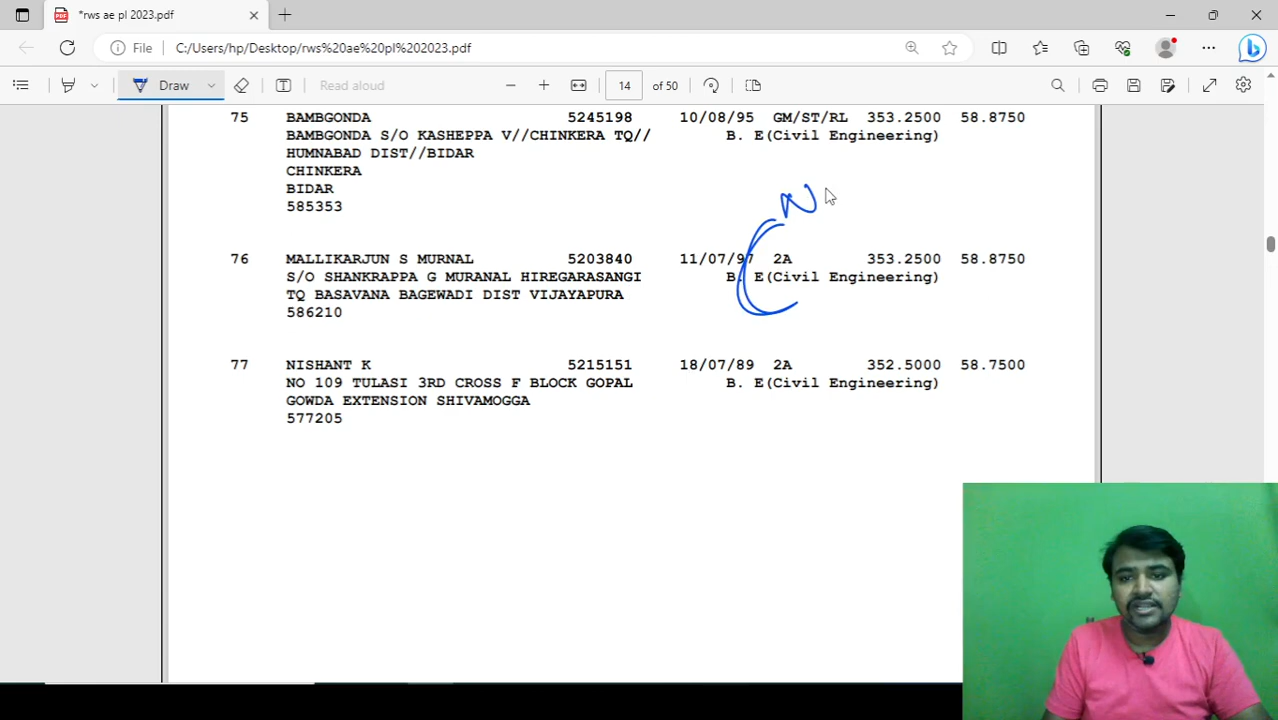 *rws ae pl 2023.pdf
File C:/Users/hp/Desktop/rws%20ae%20pl%202023.pdf
Draw Read aloud 14 of 50
75 BAMBGONDA 5245198 10/08/95 GM/ST/RL 353.2500 58.8750
BAMBGONDA S/O KASHEPPA V//CHINKERA TQ// B. E(Civil Engineering)
HUMNABAD DIST//BIDAR
CHINKERA
BIDAR
585353
N
76 MALLIKARJUN S MURNAL 5203840 11/07/97 2A 353.2500 58.8750
S/O SHANKRAPPA G MURANAL HIREGARASANGI B. E(Civil Engineering)
TQ BASAVANA BAGEWADI DIST VIJAYAPURA
586210
77 NISHANT K 5215151 18/07/89 2A 352.5000 58.7500
NO 109 TULASI 3RD CROSS F BLOCK GOPAL B. E(Civil Engineering)
GOWDA EXTENSION SHIVAMOGGA
577205